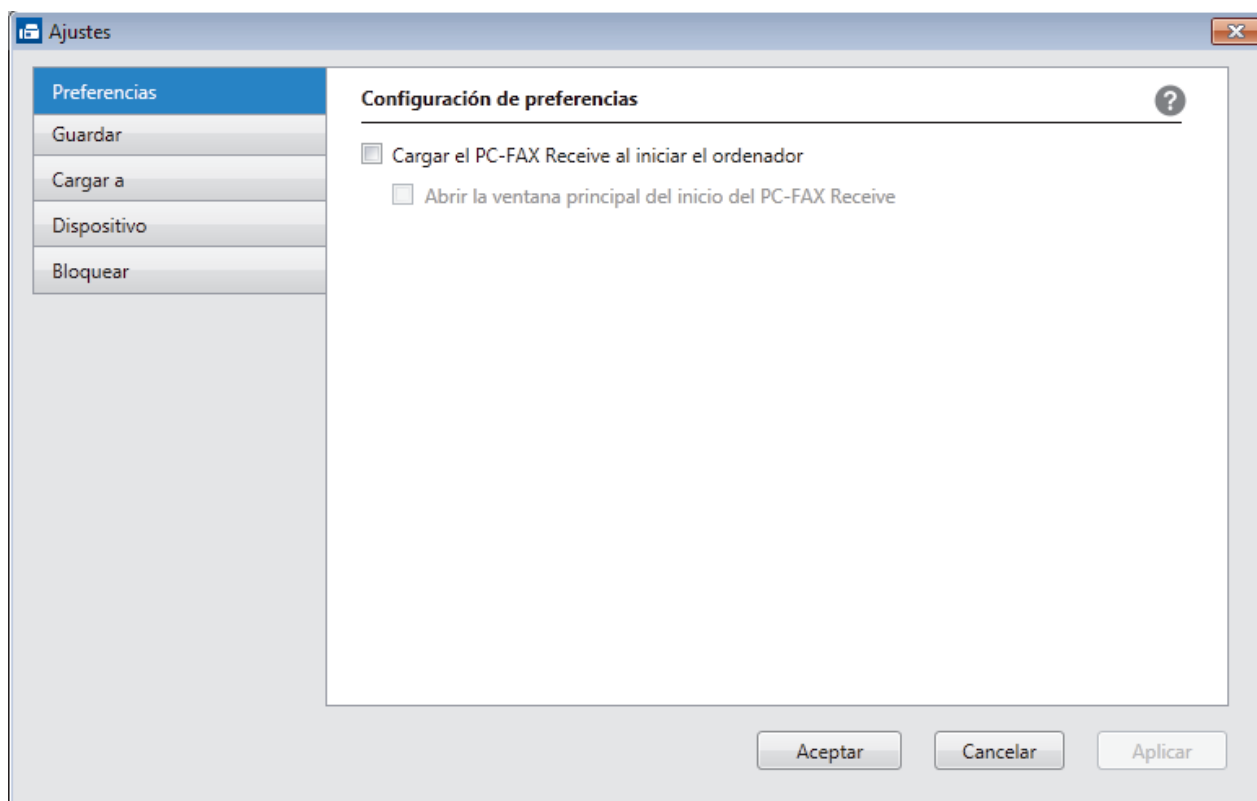 Ajustes
Preferencias
Guardar
Cargar a
Dispositivo
Bloquear
Configuración de preferencias
?
Cargar el PC-FAX Receive al iniciar el ordenador
Abrir la ventana principal del inicio del PC-FAX Receive
Aceptar
Cancelar
Aplicar